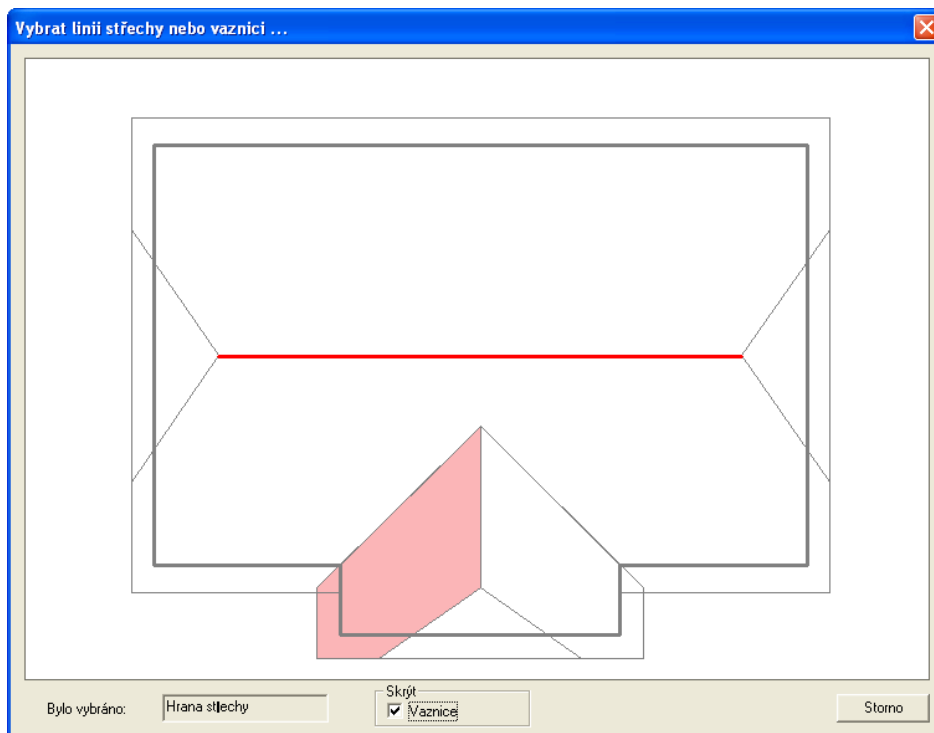 Vybrat linii střechy nebo vaznici ...
Skrýt
Bylo vybráno:
Hrana střechy
Vaznice
Storno